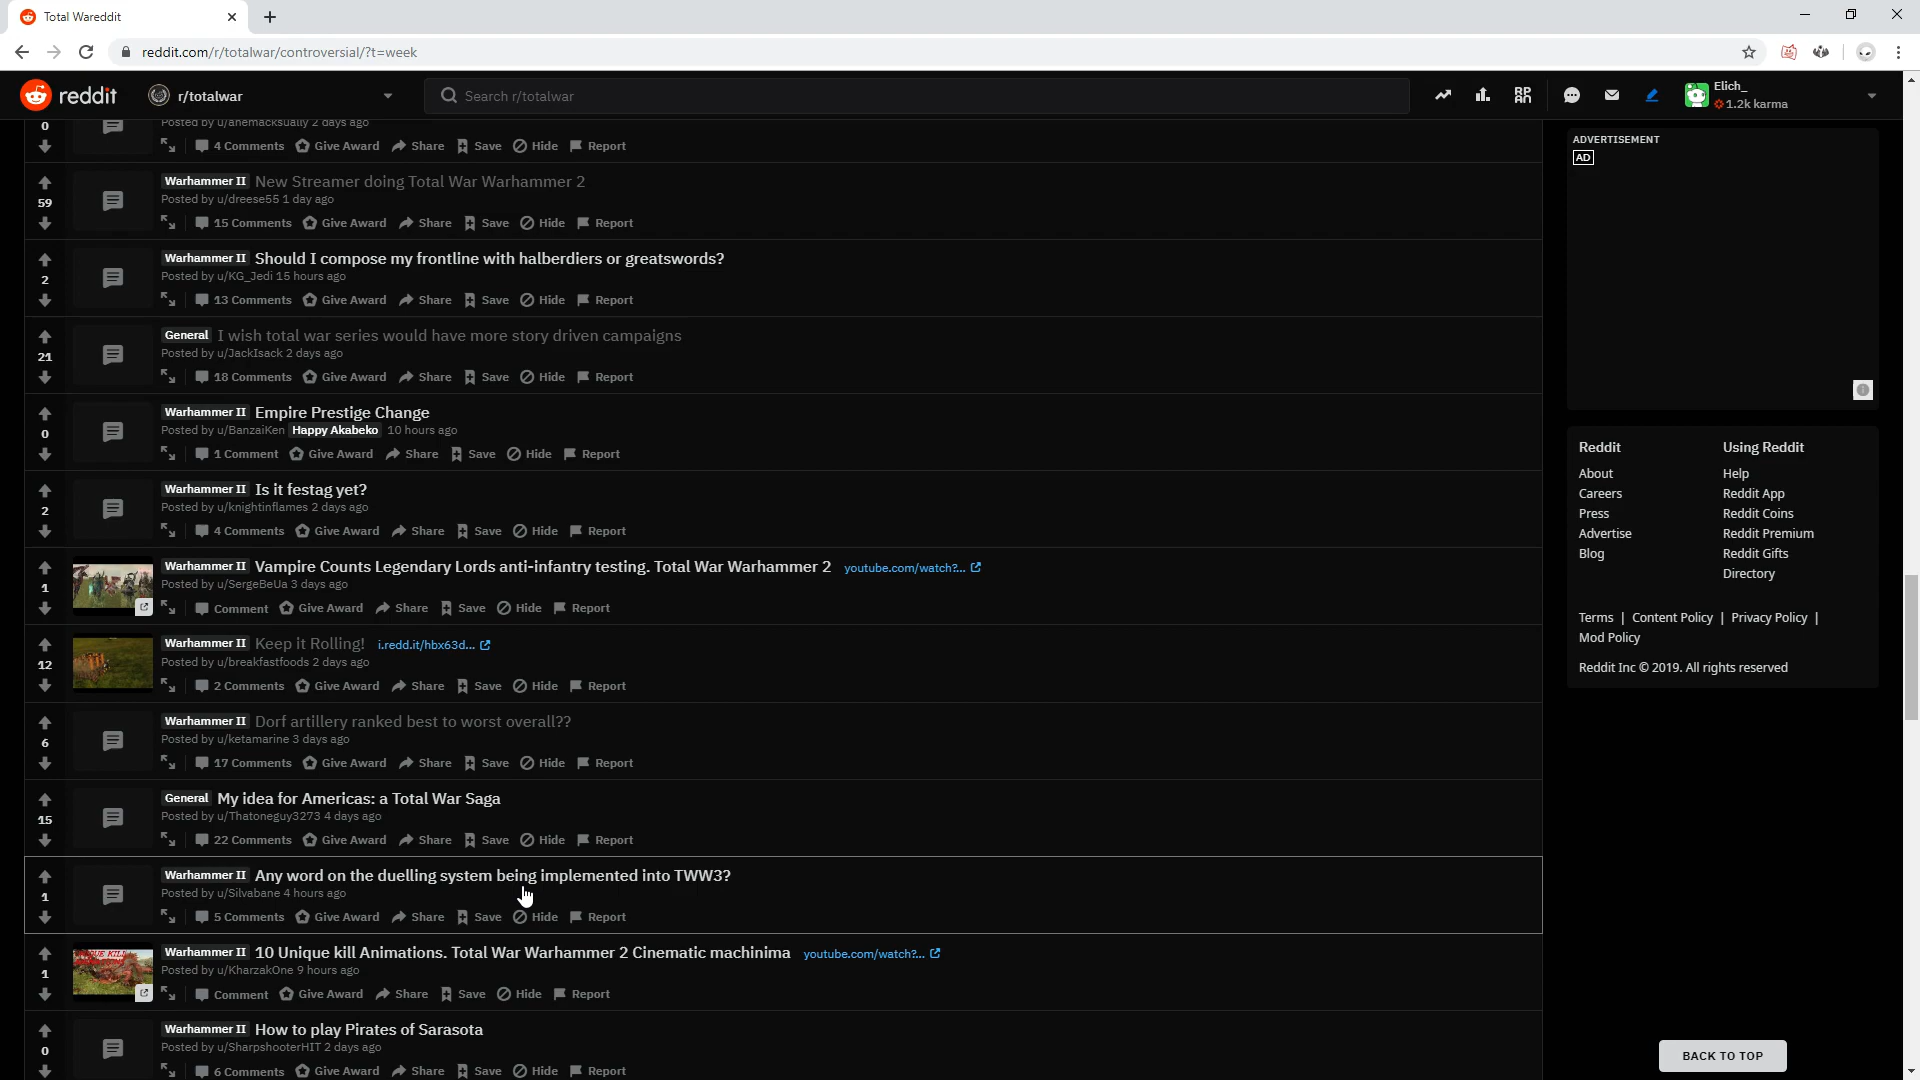 Total Wareddit
reddit.com/r/totalwar/controversial/?t=week
reddit r/totalwar Search r/totalwar Elich_
1.2k karma
0 Posted by u/anemacksually 2 days ago
4 Comments Give Award Share Save Hide Report
Warhammer II New Streamer doing Total War Warhammer 2
59 Posted by u/dreese55 1 day ago
15 Comments Give Award Share Save Hide Report
Warhammer II Should I compose my frontline with halberdiers or greatswords?
2 Posted by u/KG_Jedi 15 hours ago
13 Comments Give Award Share Save Hide Report
General I wish total war series would have more story driven campaigns
21 Posted by u/JackIsack 2 days ago
18 Comments Give Award Share Save Hide Report
Warhammer II Empire Prestige Change
0 Posted by u/BanzaiKen Happy Akabeko 10 hours ago
1 Comment Give Award Share Save Hide Report
Warhammer II Is it festag yet?
2 Posted by u/knightinflames 2 days ago
4 Comments Give Award Share Save Hide Report
Warhammer II Vampire Counts Legendary Lords anti-infantry testing. Total War Warhammer 2 youtube.com/watch?...
1 Posted by u/SergeBeUa 3 days ago
Comment Give Award Share Save Hide Report
Warhammer II Keep it Rolling! i.redd.it/hbx63d...
12 Posted by u/breakfastfoods 2 days ago
2 Comments Give Award Share Save Hide Report
Warhammer II Dorf artillery ranked best to worst overall??
6 Posted by u/ketamarine 3 days ago
17 Comments Give Award Share Save Hide Report
General My idea for Americas: a Total War Saga
15 Posted by u/Thatoneguy3273 4 days ago
22 Comments Give Award Share Save Hide Report
Warhammer II Any word on the duelling system being implemented into TWW3?
1 Posted by u/Silvabane 4 hours ago
5 Comments Give Award Share Save Hide Report
Warhammer II 10 Unique kill Animations. Total War Warhammer 2 Cinematic machinima youtube.com/watch?...
1 Posted by u/KharzakOne 9 hours ago
Comment Give Award Share Save Hide Report
Warhammer II How to play Pirates of Sarasota
0 Posted by u/SharpshooterHIT 2 days ago
6 Comments Give Award Share Save Hide Report
ADVERTISEMENT
AD
Reddit Using Reddit
About Help
Careers Reddit App
Press Reddit Coins
Advertise Reddit Premium
Blog Reddit Gifts
Directory
Terms | Content Policy | Privacy Policy |
Mod Policy
Reddit Inc © 2019. All rights reserved
BACK TO TOP